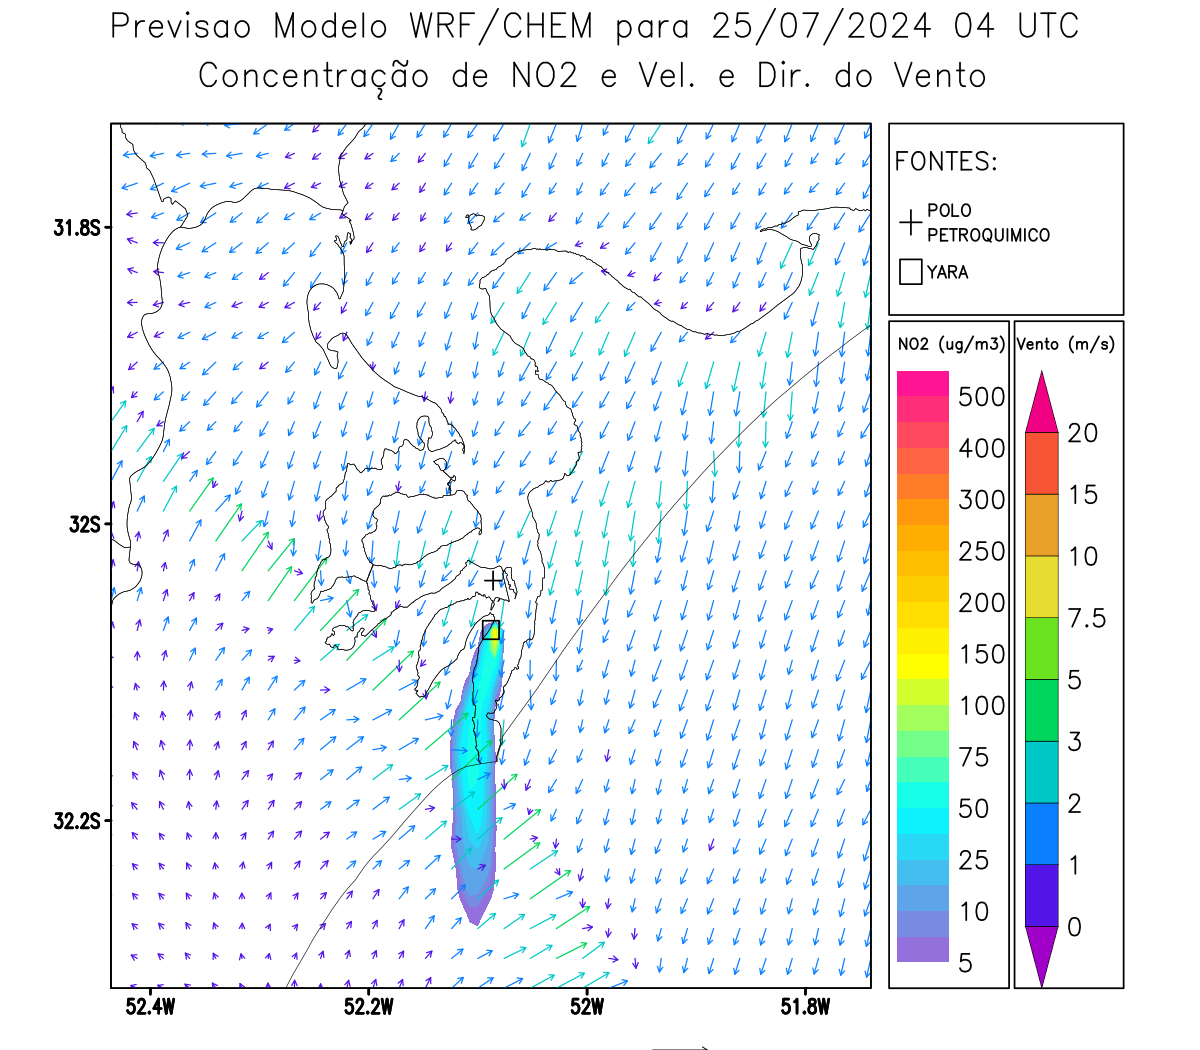 Previsao Modelo WRF/CHEM para 25/07/2024 04 UTC
Concentração de NO2 e Vel. e Dir. do Vento
FONTES:
POLO
PETROQUIMICO
YARA
NO2 (ug/m3)
500
400
300
250
200
150
100
75
50
25
10
5
Vento (m/s)
20
15
10
7.5
5
3
2
1
0
31.8S
32S
32.2S
52.4W
52.2W
52W
51.8W